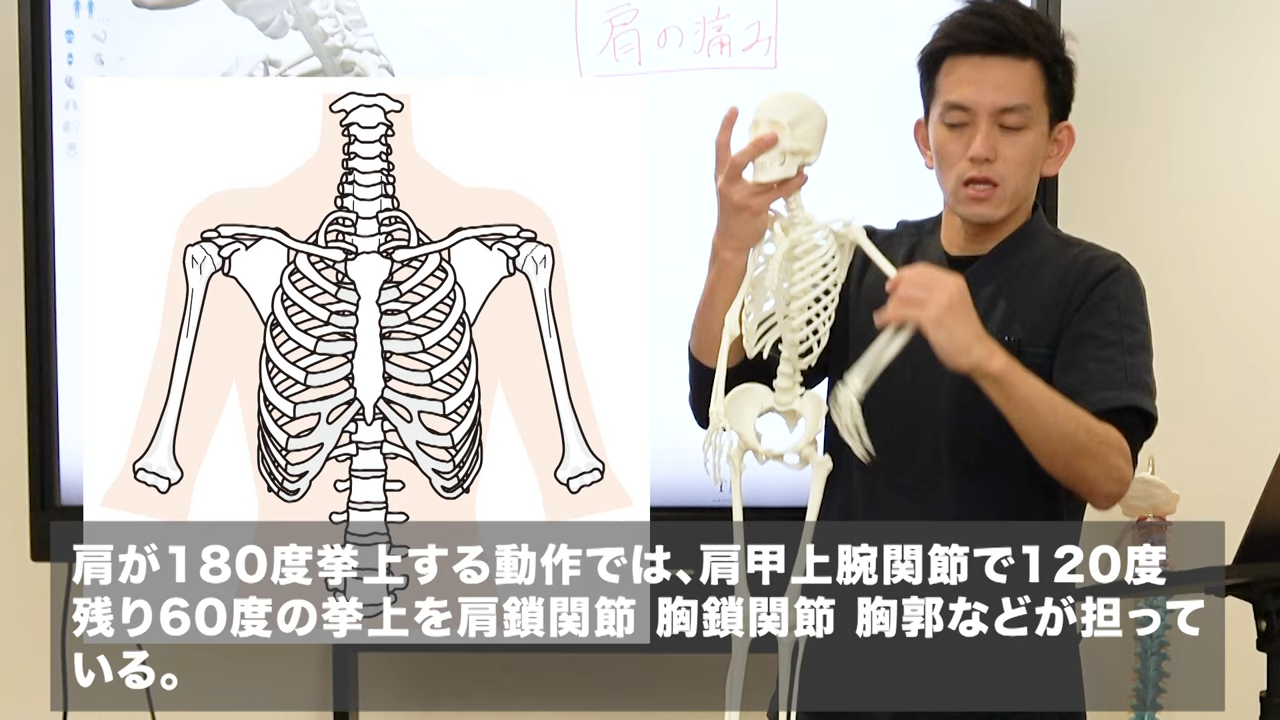 肩の痛み
肩が180度挙上する動作では、肩甲上腕関節で120度
残り60度の挙上を肩鎖関節 胸鎖関節 胸郭などが担って
いる。